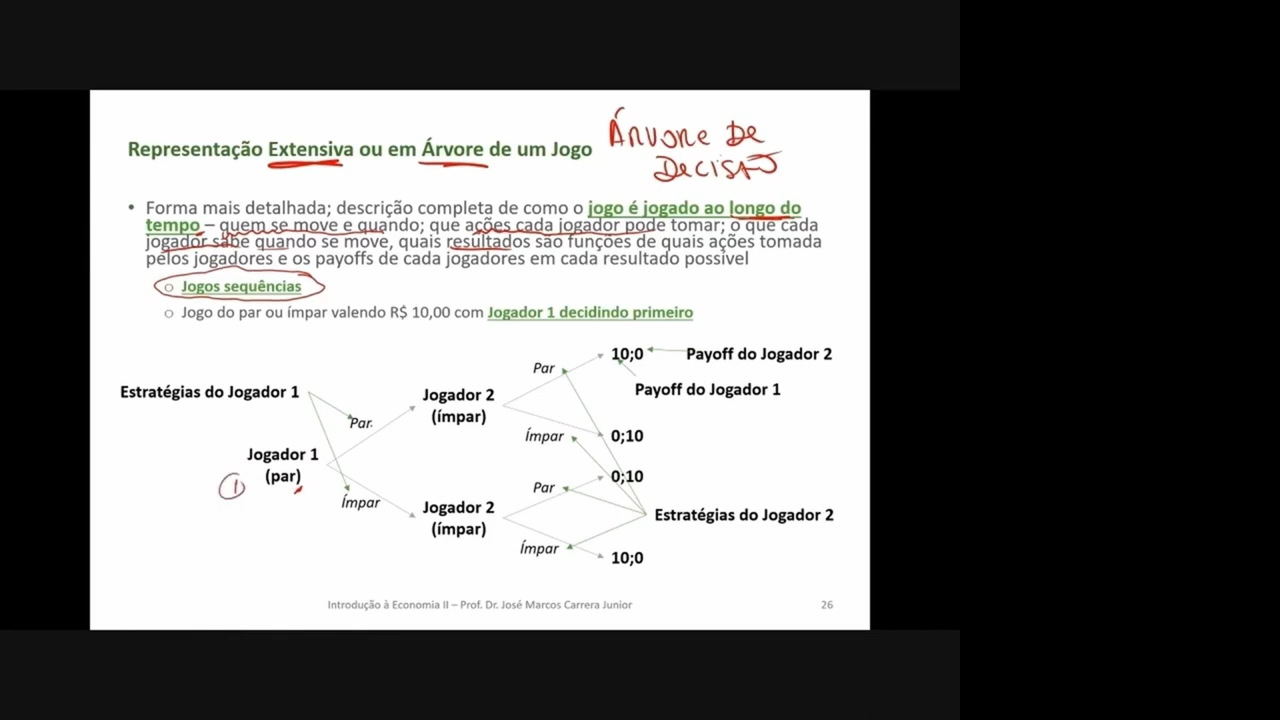 Representação Extensiva ou em Árvore de um Jogo
ÁRVORE DE
DECISÃO
• Forma mais detalhada; descrição completa de como o jogo é jogado ao longo do
tempo – quem se move e quando; que ações cada jogador pode tomar; o que cada
jogador sabe quando se move, quais resultados são funções de quais ações tomada
pelos jogadores e os payoffs de cada jogadores em cada resultado possível
o Jogos sequências
o Jogo do par ou ímpar valendo R$ 10,00 com Jogador 1 decidindo primeiro
Estratégias do Jogador 1
Par
Ímpar
Jogador 1
(par)
1
Jogador 2
(ímpar)
Par
10;0
Payoff do Jogador 2
Payoff do Jogador 1
Ímpar
0;10
Jogador 2
(ímpar)
Par
0;10
Ímpar
10;0
Estratégias do Jogador 2
Introdução à Economia II – Prof. Dr. José Marcos Carrera Junior
26